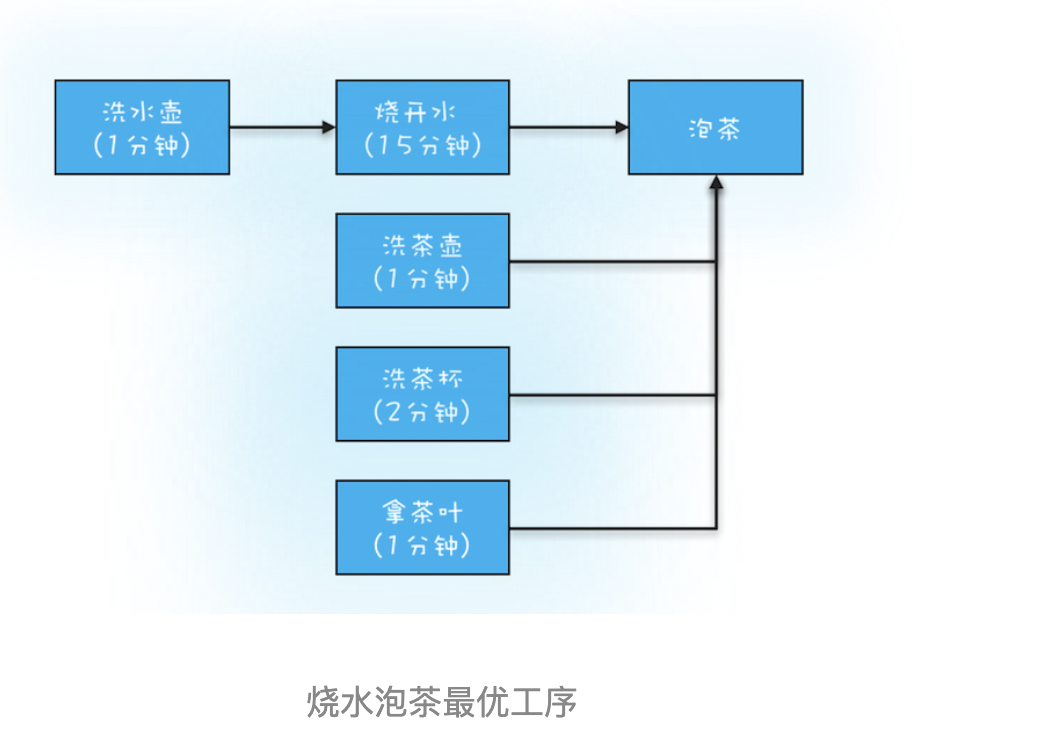 洗水壶
(1分钟)
烧开水
(15分钟)
泡茶
洗茶壶
(1分钟)
洗茶杯
(2分钟)
拿茶叶
(1分钟)
烧水泡茶最优工序